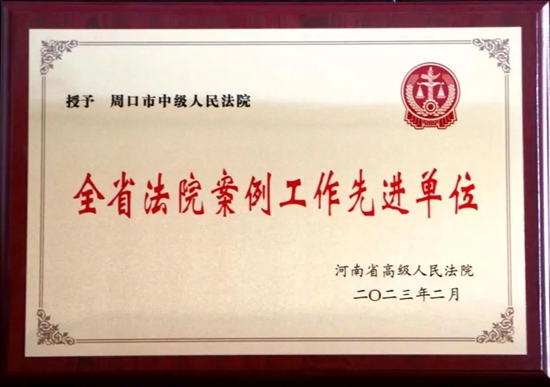 授予 周口市中级人民法院
全省法院案例工作先进单位
河南省高级人民法院
二〇二三年二月